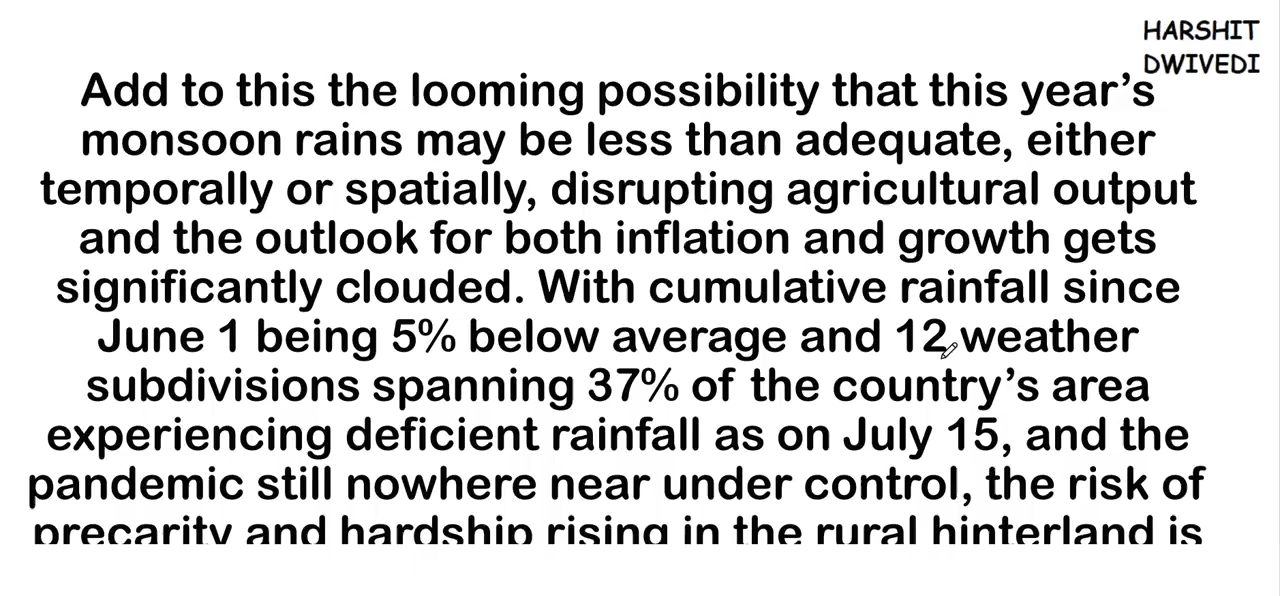 HARSHIT
DWIVEDI
Add to this the looming possibility that this year’s
monsoon rains may be less than adequate, either
temporally or spatially, disrupting agricultural output
and the outlook for both inflation and growth gets
significantly clouded. With cumulative rainfall since
June 1 being 5% below average and 12 weather
subdivisions spanning 37% of the country’s area
experiencing deficient rainfall as on July 15, and the
pandemic still nowhere near under control, the risk of
precarity and hardship rising in the rural hinterland is